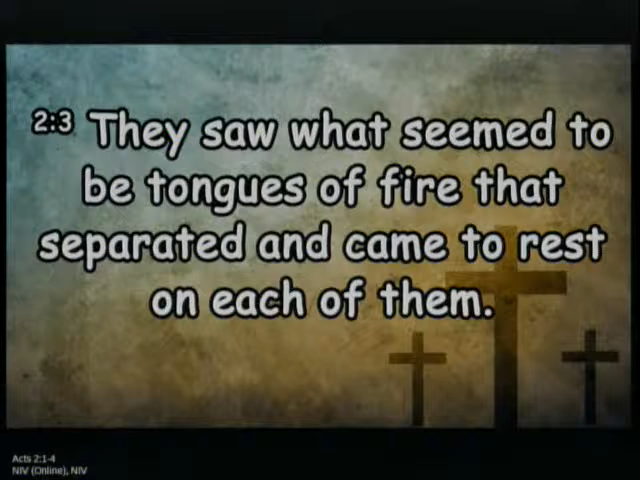 2:3 They saw what seemed to
be tongues of fire that
separated and came to rest
on each of them.
Acts 2:1-4
NIV (Online), NIV